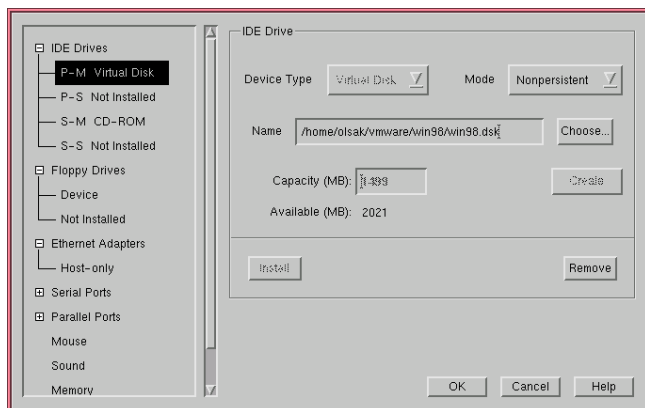 IDE Drives
P-M Virtual Disk
P-S Not Installed
S-M CD-ROM
S-S Not Installed
Floppy Drives
Device
Not Installed
Ethernet Adapters
Host-only
Serial Ports
Parallel Ports
Mouse
Sound
Memory
IDE Drive
Device Type Virtual Disk Mode Nonpersistent
Name /home/olsak/vmware/win98/win98.dsk Choose...
Capacity (MB): 1499 Create
Available (MB): 2021
Install Remove
OK Cancel Help